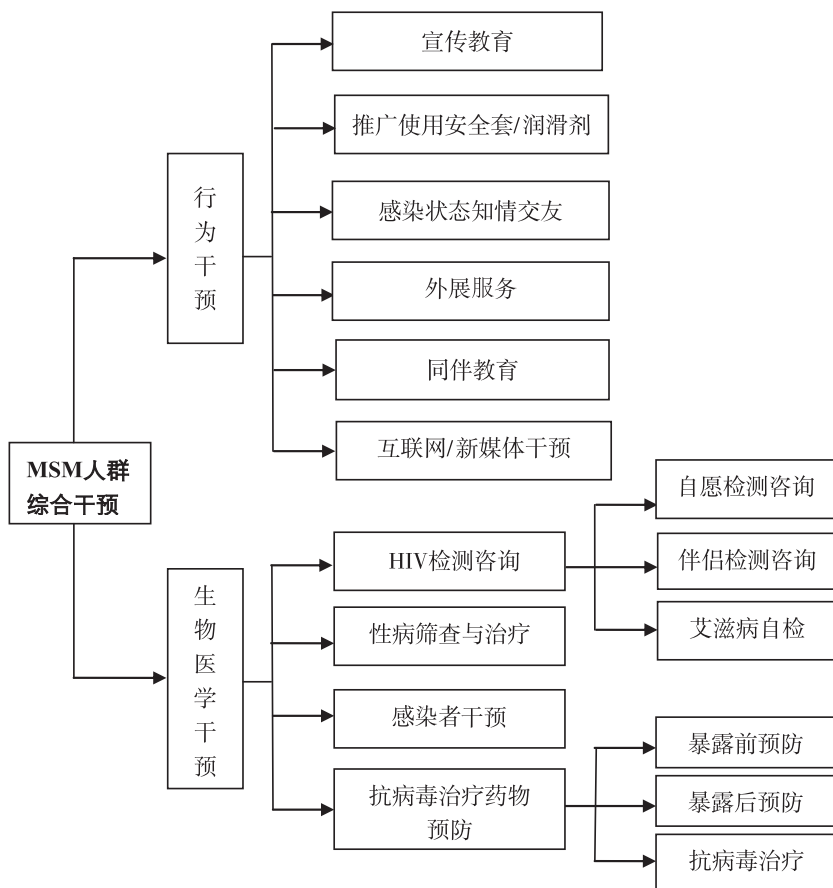 宣传教育
推广使用安全套/润滑剂
行为干预
感染状态知情交友
外展服务
同伴教育
互联网/新媒体干预
MSM人群
综合干预
自愿检测咨询
HIV检测咨询
伴侣检测咨询
生物医学干预
性病筛查与治疗
艾滋病自检
感染者干预
暴露前预防
抗病毒治疗药物
预防
暴露后预防
抗病毒治疗